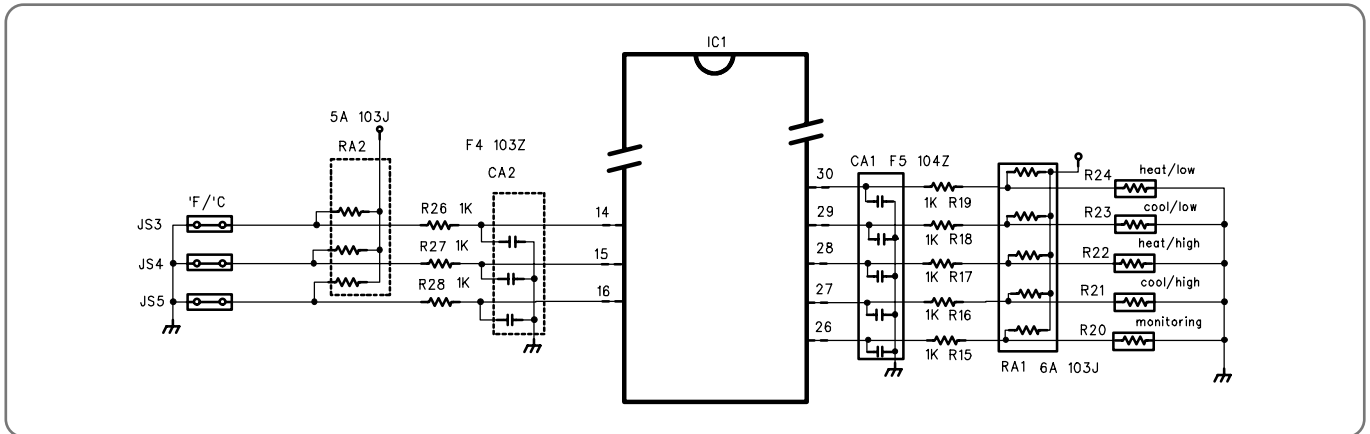 IC1
5A 103J
RA2
F4 103Z
CA2
'F/'C
JS3
JS4
JS5
R26 1K
R27 1K
R28 1K
14
15
16
30
29
28
27
26
CA1 F5 104Z
1K R19
1K R18
1K R17
1K R16
1K R15
RA1 6A 103J
R24 heat/low
R23 cool/low
R22 heat/high
R21 cool/high
R20 monitoring